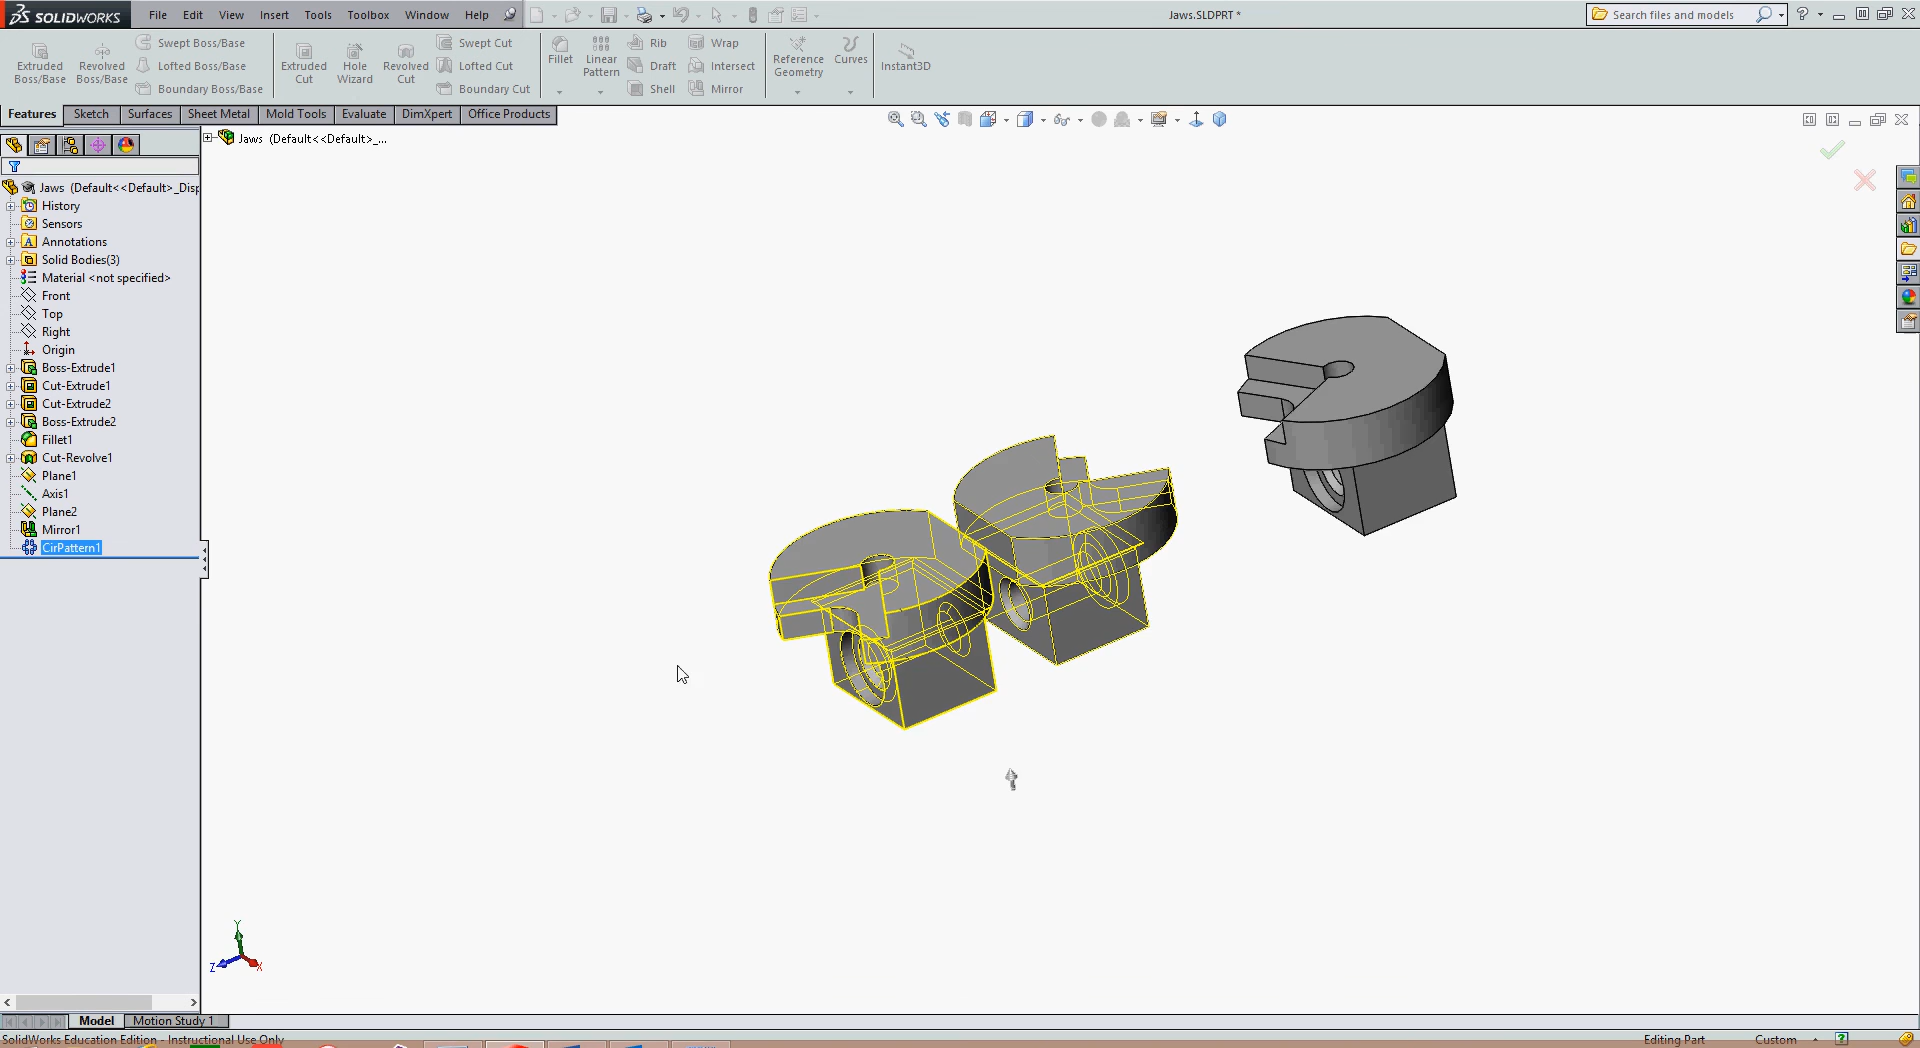 SOLIDWORKS File Edit View Insert Tools Toolbox Window Help Jaws.SLDPRT * Search files and models
Extruded Boss/Base
Revolved Boss/Base
Swept Boss/Base
Lofted Boss/Base
Boundary Boss/Base
Extruded Cut
Hole Wizard
Revolved Cut
Swept Cut
Lofted Cut
Boundary Cut
Fillet
Linear Pattern
Rib
Draft
Shell
Wrap
Intersect
Mirror
Reference Geometry
Curves
Instant3D
Features Sketch Surfaces Sheet Metal Mold Tools Evaluate DimXpert Office Products
Jaws (Default<<Default>_...
Jaws (Default<<Default>_Disp
History
Sensors
Annotations
Solid Bodies(3)
Material <not specified>
Front
Top
Right
Origin
Boss-Extrude1
Cut-Extrude1
Cut-Extrude2
Boss-Extrude2
Fillet1
Cut-Revolve1
Plane1
Axis1
Plane2
Mirror1
CirPattern1
Y
Z
X
Model Motion Study 1
SolidWorks Education Edition - Instructional Use Only Editing Part Custom